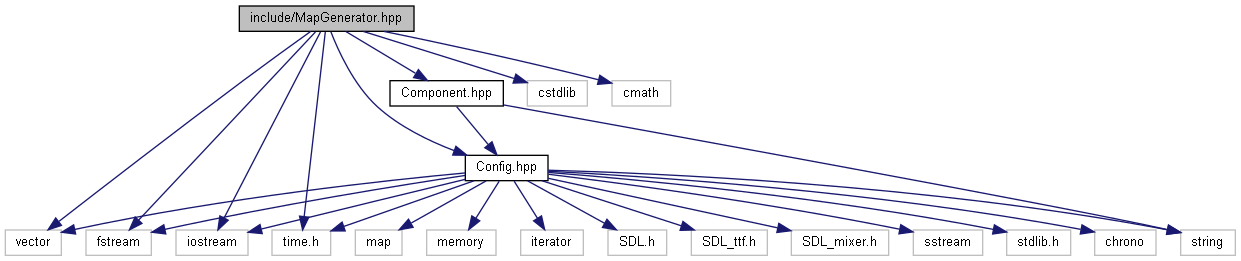 include/MapGenerator.hpp
Component.hpp
cstdlib
cmath
Config.hpp
vector
fstream
iostream
time.h
map
memory
iterator
SDL.h
SDL_ttf.h
SDL_mixer.h
sstream
stdlib.h
chrono
string